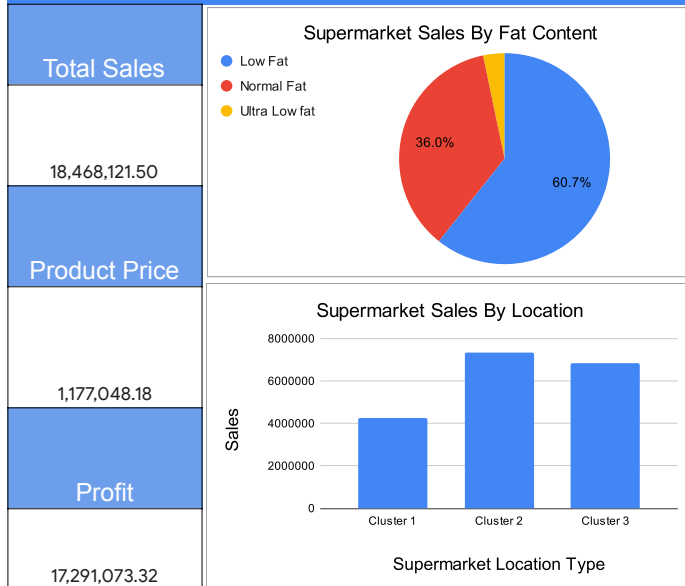 Total Sales
18,468,121.50
Product Price
1,177,048.18
Profit
17,291,073.32
Supermarket Sales By Fat Content
Low Fat
Normal Fat
Ultra Low fat
36.0%
60.7%
Supermarket Sales By Location
8000000
6000000
4000000
2000000
0
Sales
Cluster 1 Cluster 2 Cluster 3
Supermarket Location Type